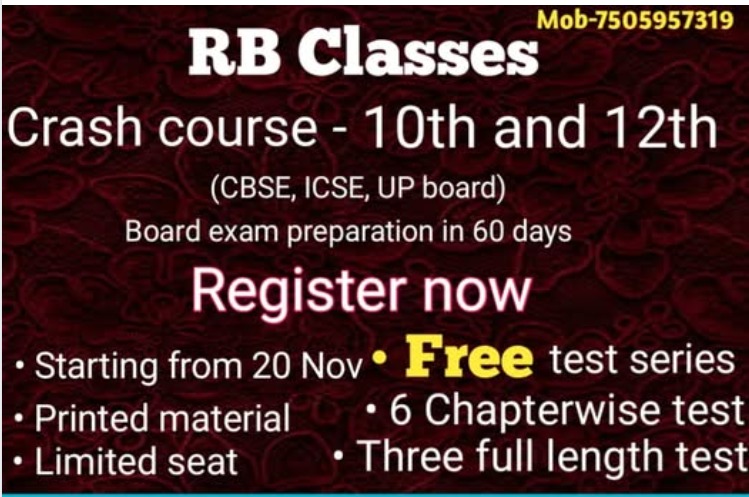 Mob-7505957319
RB Classes
Crash course - 10th and 12th
(CBSE, ICSE, UP board)
Board exam preparation in 60 days
Register now
• Starting from 20 Nov
• Printed material
• Limited seat
• Free test series
• 6 Chapterwise test
• Three full length test